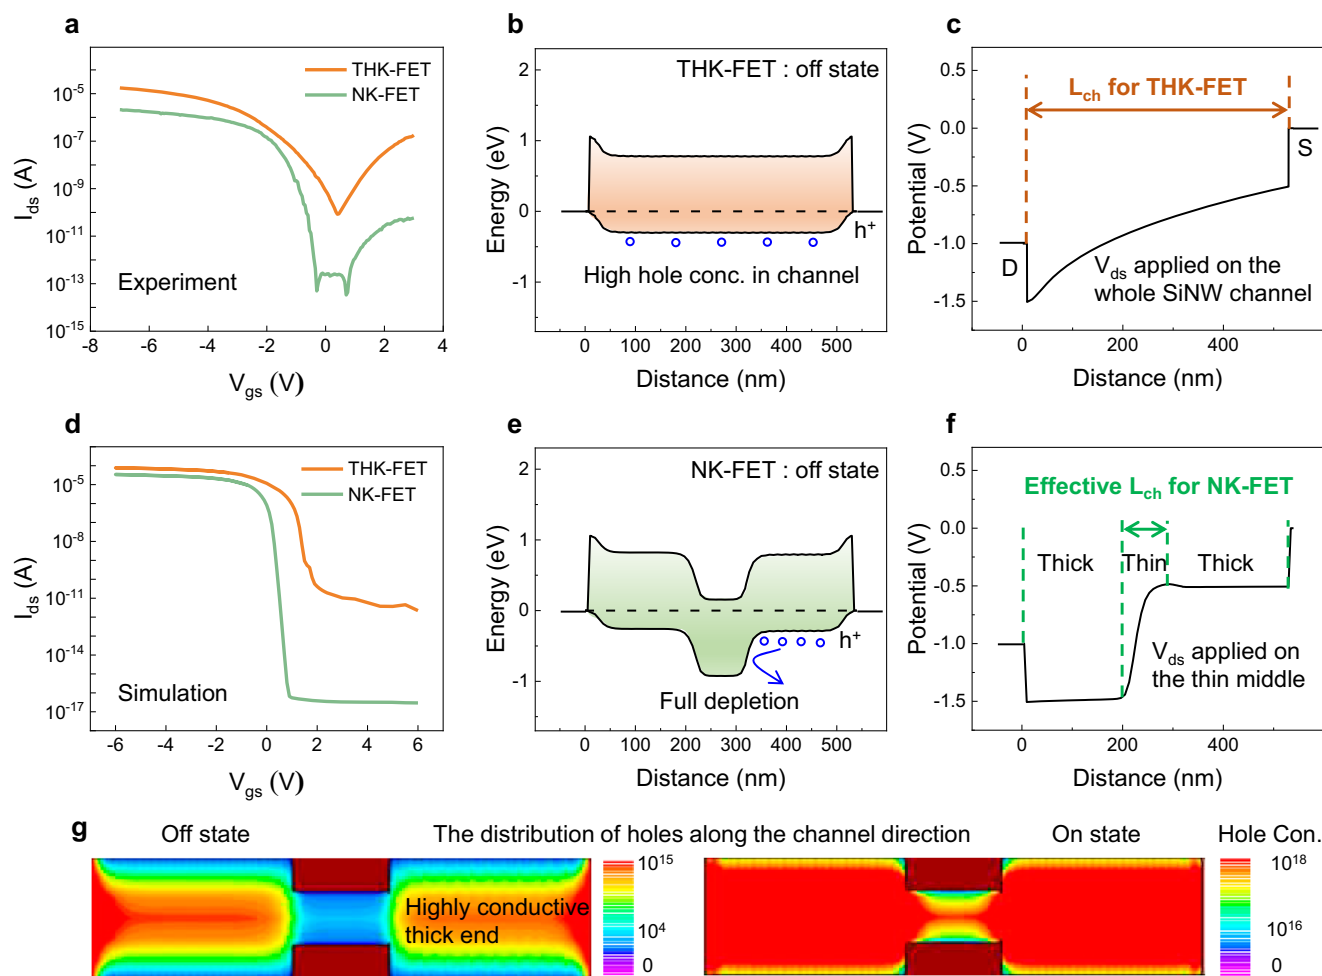 a
THK-FET
NK-FET
10⁻⁵
10⁻⁷
10⁻⁹
10⁻¹¹
10⁻¹³
10⁻¹⁵
I_ds (A)
Experiment
-8 -6 -4 -2 0 2 4
V_gs (V)
b
THK-FET : off state
2
1
0
-1
Energy (eV)
h⁺
High hole conc. in channel
0 100 200 300 400 500
Distance (nm)
c
0.5
0.0
-0.5
-1.0
-1.5
Potential (V)
L_ch for THK-FET
S
D
V_ds applied on the
whole SiNW channel
0 200 400
Distance (nm)
d
THK-FET
NK-FET
10⁻⁵
10⁻⁸
10⁻¹¹
10⁻¹⁴
10⁻¹⁷
I_ds (A)
Simulation
-6 -4 -2 0 2 4 6
V_gs (V)
e
NK-FET : off state
2
1
0
-1
Energy (eV)
h⁺
Full depletion
0 100 200 300 400 500
Distance (nm)
f
0.5
0.0
-0.5
-1.0
-1.5
Potential (V)
Effective L_ch for NK-FET
Thick Thin Thick
V_ds applied on
the thin middle
0 200 400
Distance (nm)
g
Off state The distribution of holes along the channel direction On state Hole Con.
Highly conductive
thick end
10¹⁵
10⁴
0
10¹⁸
10¹⁶
0